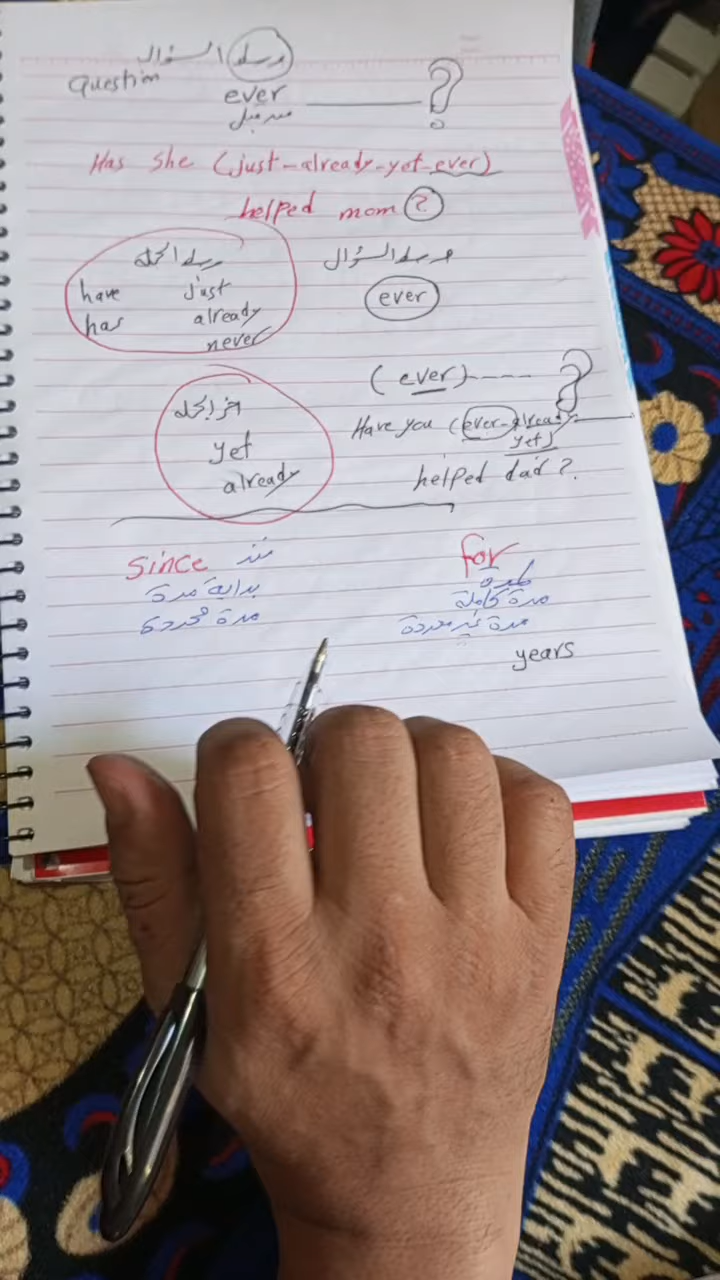 وسط السؤال
Question ever ______ ?
من قبل
Has she (just-already-yet-ever)
helped mom ?
وسط الجملة
have just
has already
never
وسط السؤال
ever
(ever)----- ?
Have you (ever-already
yet)
helped dad ?
اخر الجملة
yet
already
since منذ
بداية مدة
مدة محددة
for
لمدة
مدة كاملة
مدة غير محددة
years